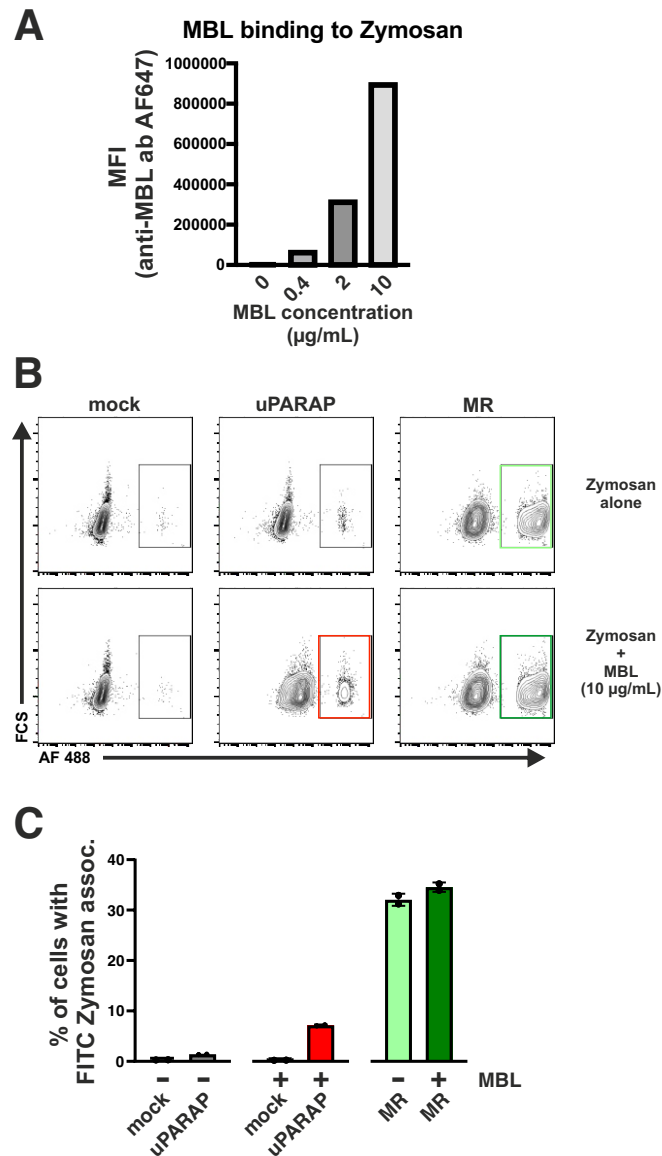 A
MBL binding to Zymosan
1000000
800000
600000
400000
200000
0
MFI
(anti-MBL ab AF647)
0
0.4
2
10
MBL concentration
(µg/mL)
B
mock
uPARAP
MR
Zymosan
alone
Zymosan
+
MBL
(10 µg/mL)
FCS
AF 488
C
% of cells with
FITC Zymosan assoc.
40
30
20
10
0
- - + + - + MBL
mock
uPARAP
mock
uPARAP
MR
MR